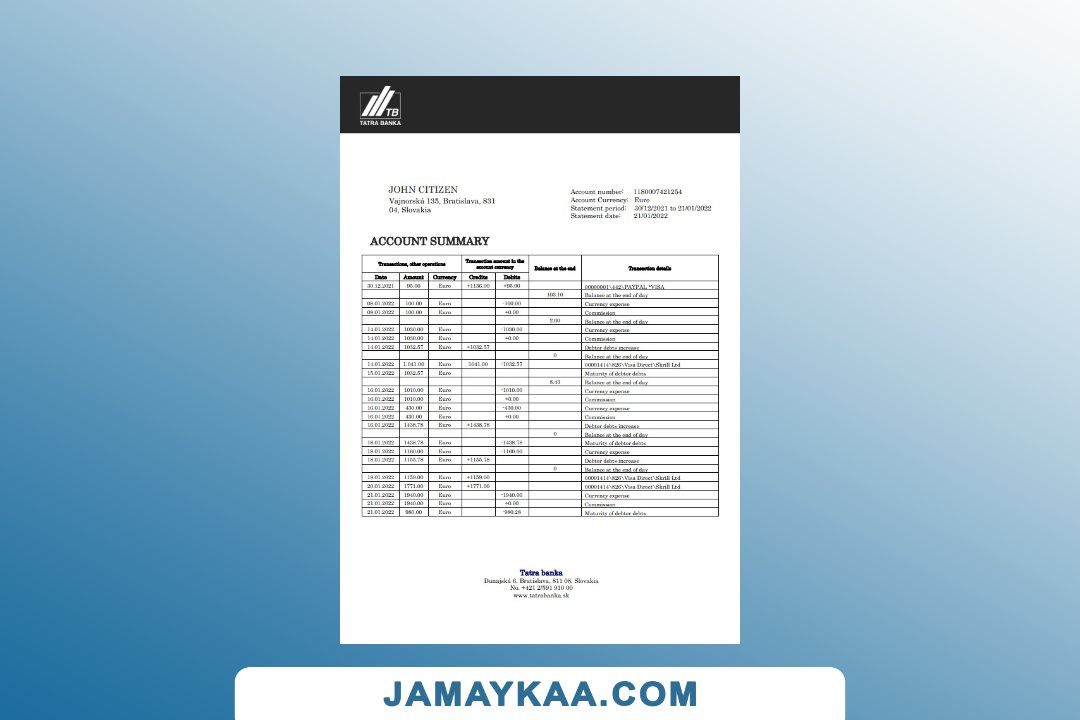 TB
TATRA BANKA
JOHN CITIZEN
Vajnorská 135, Bratislava, 831
04, Slovakia
Account number: 1180007421254
Account Currency: Euro
Statement period: 30/12/2021 to 21/01/2022
Statement date: 21/01/2022
ACCOUNT SUMMARY
Transactions, other operations
Transaction amount in the
account currency
Balance at the end
Transaction details
Date Amount Currency Credits Debits
30.12.2021 95.00 Euro +1136.00 +95.00 00000001\442\PAYPAL *VISA
103.10 Balance at the end of day
08.01.2022 100.00 Euro -100.00 Currency expense
08.01.2022 100.00 Euro +0.00 Commission
2.60 Balance at the end of day
14.01.2022 1030.00 Euro -1030.00 Currency expense
14.01.2022 1030.00 Euro +0.00 Commission
14.01.2022 1032.57 Euro +1032.57 Debtor debts increase
0 Balance at the end of day
14.01.2022 1.041.00 Euro 1041.00 -1032.57 00001414\826\Visa Direct\Skrill Ltd
15.01.2022 1032.57 Euro Maturity of debtor debts
8.43 Balance at the end of day
16.01.2022 1010.00 Euro -1010.00 Currency expense
16.01.2022 1010.00 Euro +0.00 Commission
16.01.2022 430.00 Euro -430.00 Currency expense
16.01.2022 430.00 Euro +0.00 Commission
16.01.2022 1438.78 Euro +1438.78 Debtor debts increase
0 Balance at the end of day
18.01.2022 1438.78 Euro -1438.78 Maturity of debtor debts
18.01.2022 1160.00 Euro -1160.00 Currency expense
18.01.2022 1155.78 Euro +1155.78 Debtor debts increase
0 Balance at the end of day
19.01.2022 1159.00 Euro +1159.00 00001414\826\Visa Direct\Skrill Ltd
20.01.2022 1771.00 Euro +1771.00 00001414\826\Visa Direct\Skrill Ltd
21.01.2022 1940.00 Euro -1940.00 Currency expense
21.01.2022 1940.00 Euro +0.00 Commission
21.01.2022 980.00 Euro -980.28 Maturity of debtor debts
Tatra banka
Dunajská 6, Bratislava, 811 08, Slovakia
No. +421 2/591 910 00
www.tatrabanka.sk
JAMAYKAA.COM